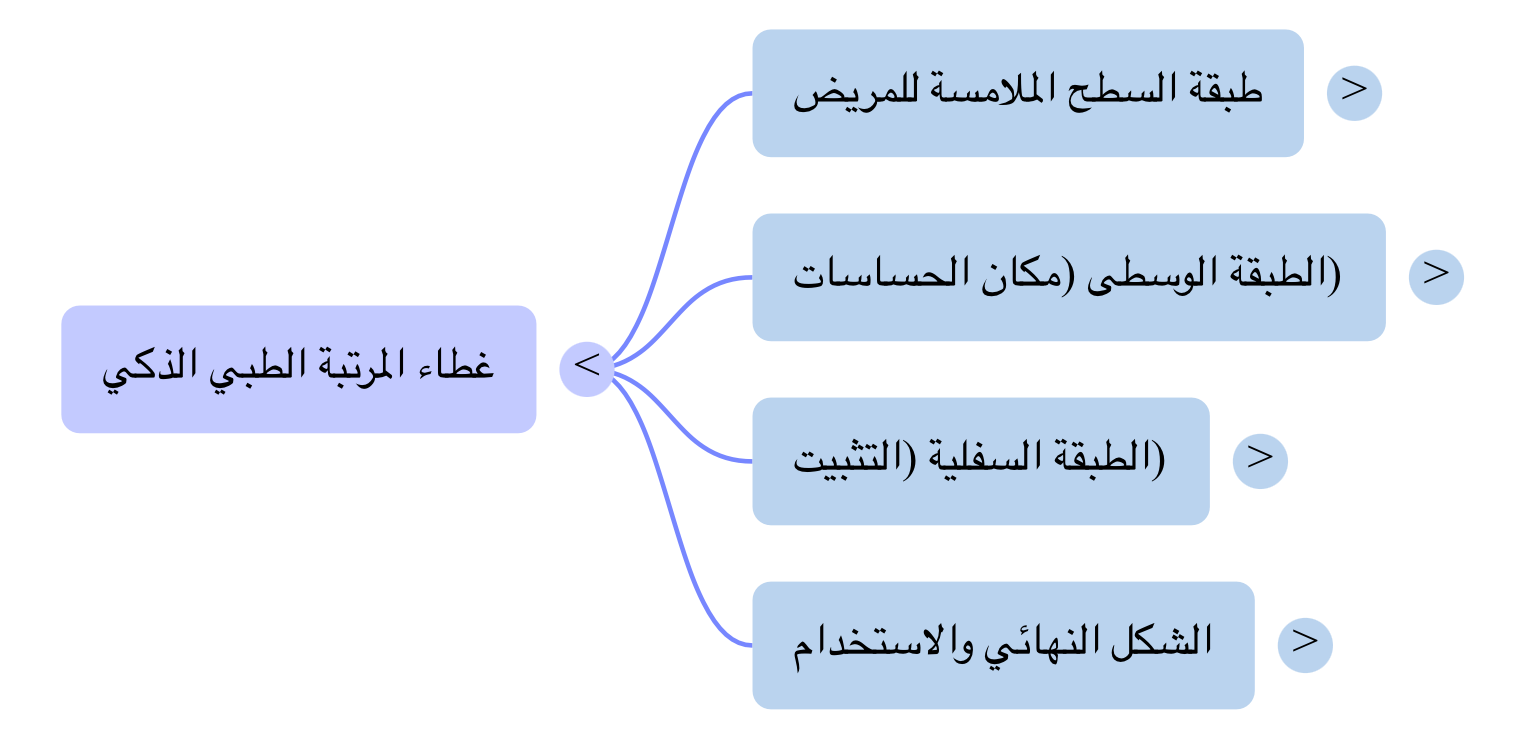 غطاء المرتبة الطبي الذكي
>
طبقة السطح الملامسة للمريض
<
الطبقة الوسطى (مكان الحساسات)
<
الطبقة السفلية (التثبيت)
<
الشكل النهائي والاستخدام
<